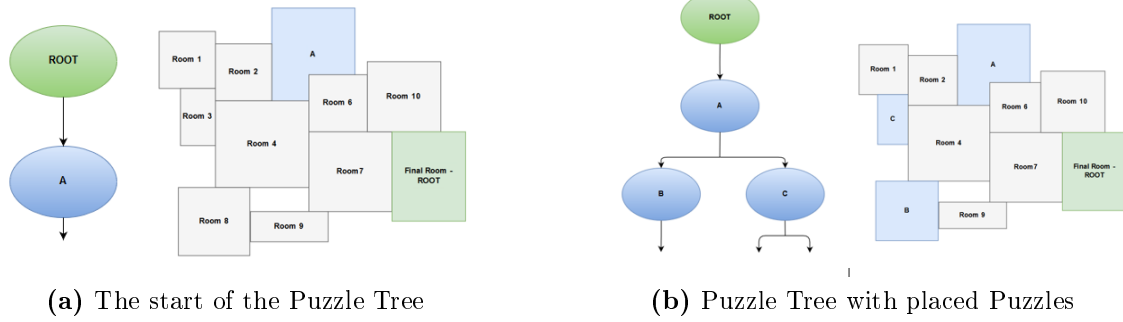 ROOT
A
Room 1
Room 2
A
Room 3
Room 6
Room 10
Room 4
Room7
Final Room -
ROOT
Room 8
Room 9
(a) The start of the Puzzle Tree
ROOT
A
B
C
Room 1
Room 2
A
C
Room 6
Room 10
Room 4
Room7
Final Room -
ROOT
B
Room 9
(b) Puzzle Tree with placed Puzzles